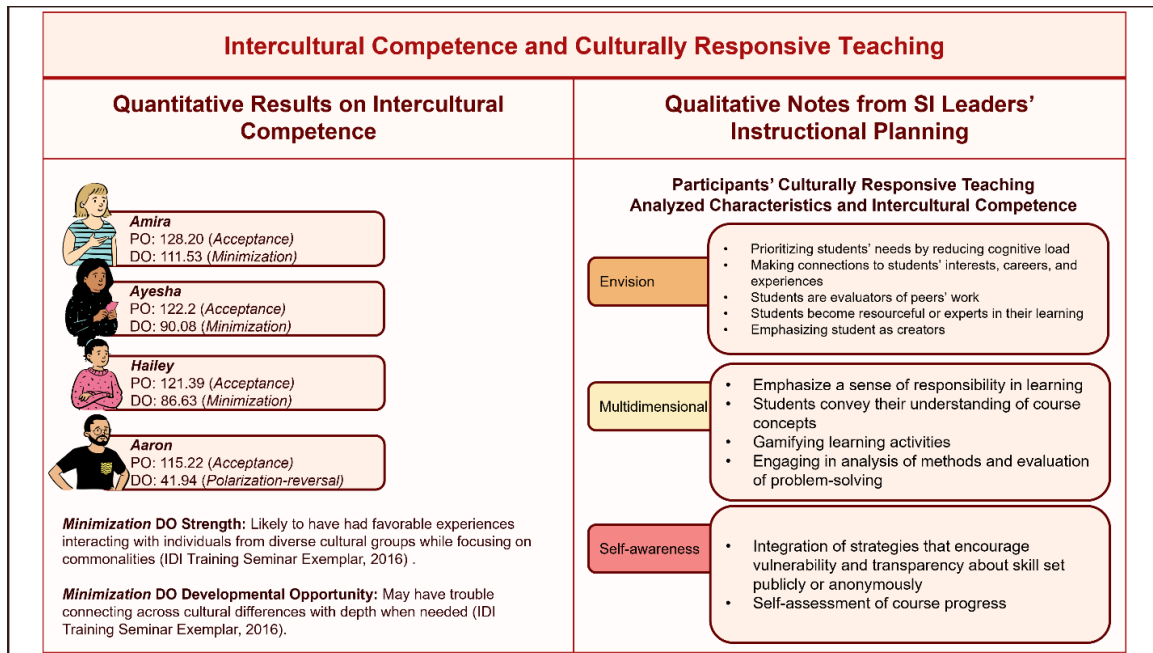 Intercultural Competence and Culturally Responsive Teaching
Quantitative Results on Intercultural
Competence
Amira
PO: 128.20 (Acceptance)
DO: 111.53 (Minimization)
Ayesha
PO: 122.2 (Acceptance)
DO: 90.08 (Minimization)
Hailey
PO: 121.39 (Acceptance)
DO: 86.63 (Minimization)
Aaron
PO: 115.22 (Acceptance)
DO: 41.94 (Polarization-reversal)
Minimization DO Strength: Likely to have had favorable experiences
interacting with individuals from diverse cultural groups while focusing on
commonalities (IDI Training Seminar Exemplar, 2016) .
Minimization DO Developmental Opportunity: May have trouble
connecting across cultural differences with depth when needed (IDI
Training Seminar Exemplar, 2016).
Qualitative Notes from SI Leaders'
Instructional Planning
Participants' Culturally Responsive Teaching
Analyzed Characteristics and Intercultural Competence
Envision
• Prioritizing students' needs by reducing cognitive load
• Making connections to students' interests, careers, and
experiences
• Students are evaluators of peers' work
• Students become resourceful or experts in their learning
• Emphasizing student as creators
Multidimensional
• Emphasize a sense of responsibility in learning
• Students convey their understanding of course
concepts
• Gamifying learning activities
• Engaging in analysis of methods and evaluation
of problem-solving
Self-awareness
• Integration of strategies that encourage
vulnerability and transparency about skill set
publicly or anonymously
• Self-assessment of course progress